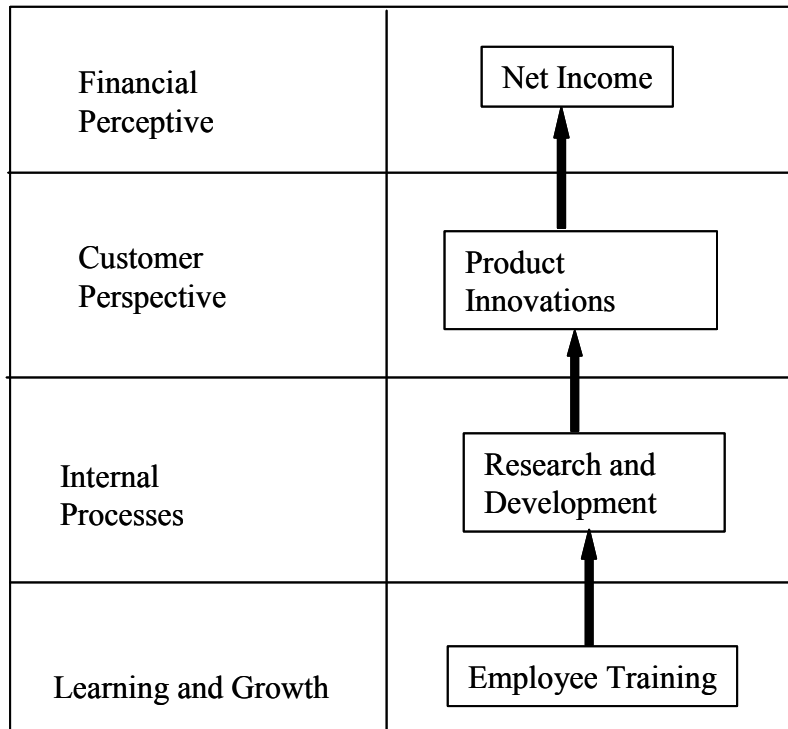 Financial
Perceptive
Net Income
Customer
Perspective
Product
Innovations
Internal
Processes
Research and
Development
Learning and Growth
Employee Training